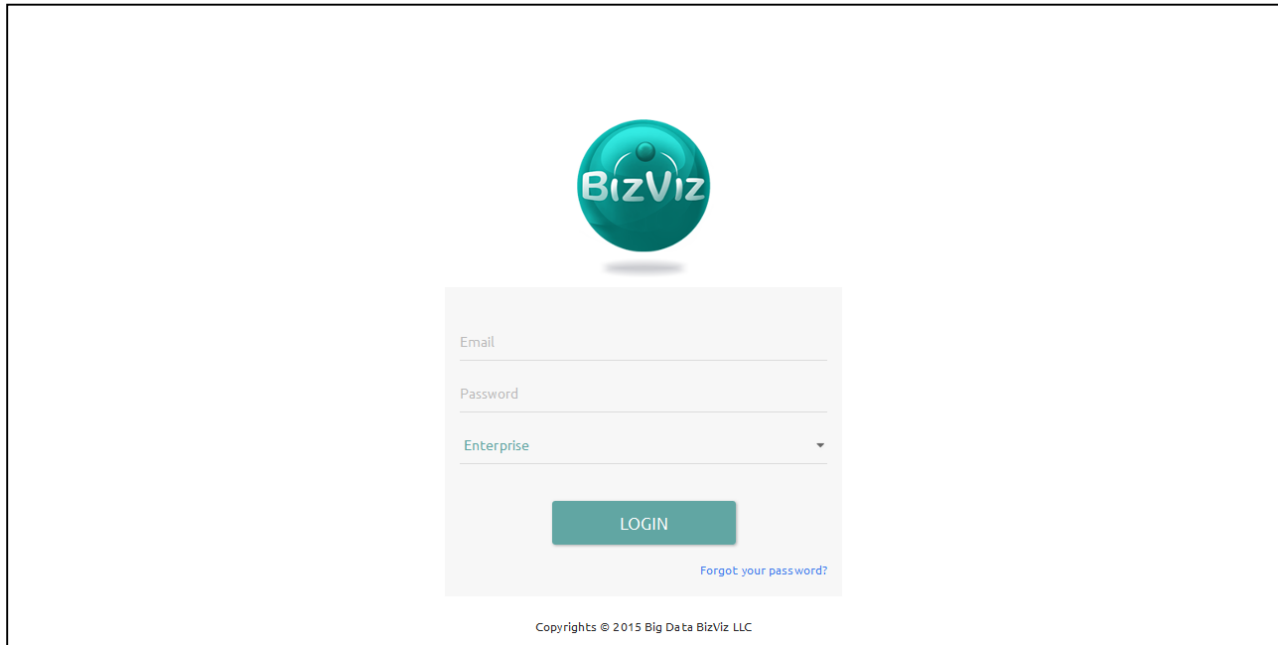 BizViz
Email
Password
Enterprise
LOGIN
Forgot your password?
Copyrights © 2015 Big Data BizViz LLC